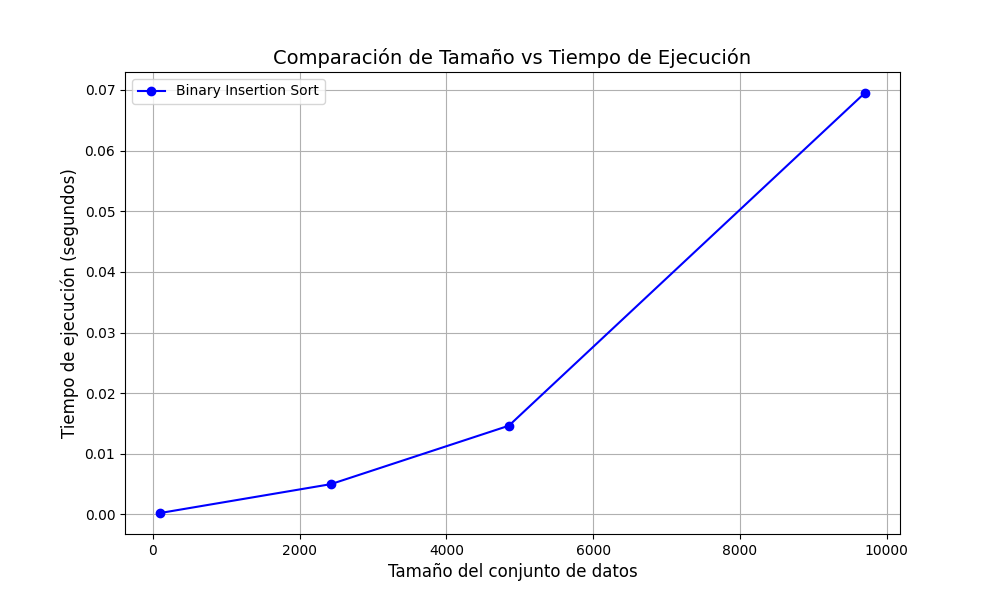 Comparación de Tamaño vs Tiempo de Ejecución
Binary Insertion Sort
Tiempo de ejecución (segundos)
0.07
0.06
0.05
0.04
0.03
0.02
0.01
0.00
0 2000 4000 6000 8000 10000
Tamaño del conjunto de datos